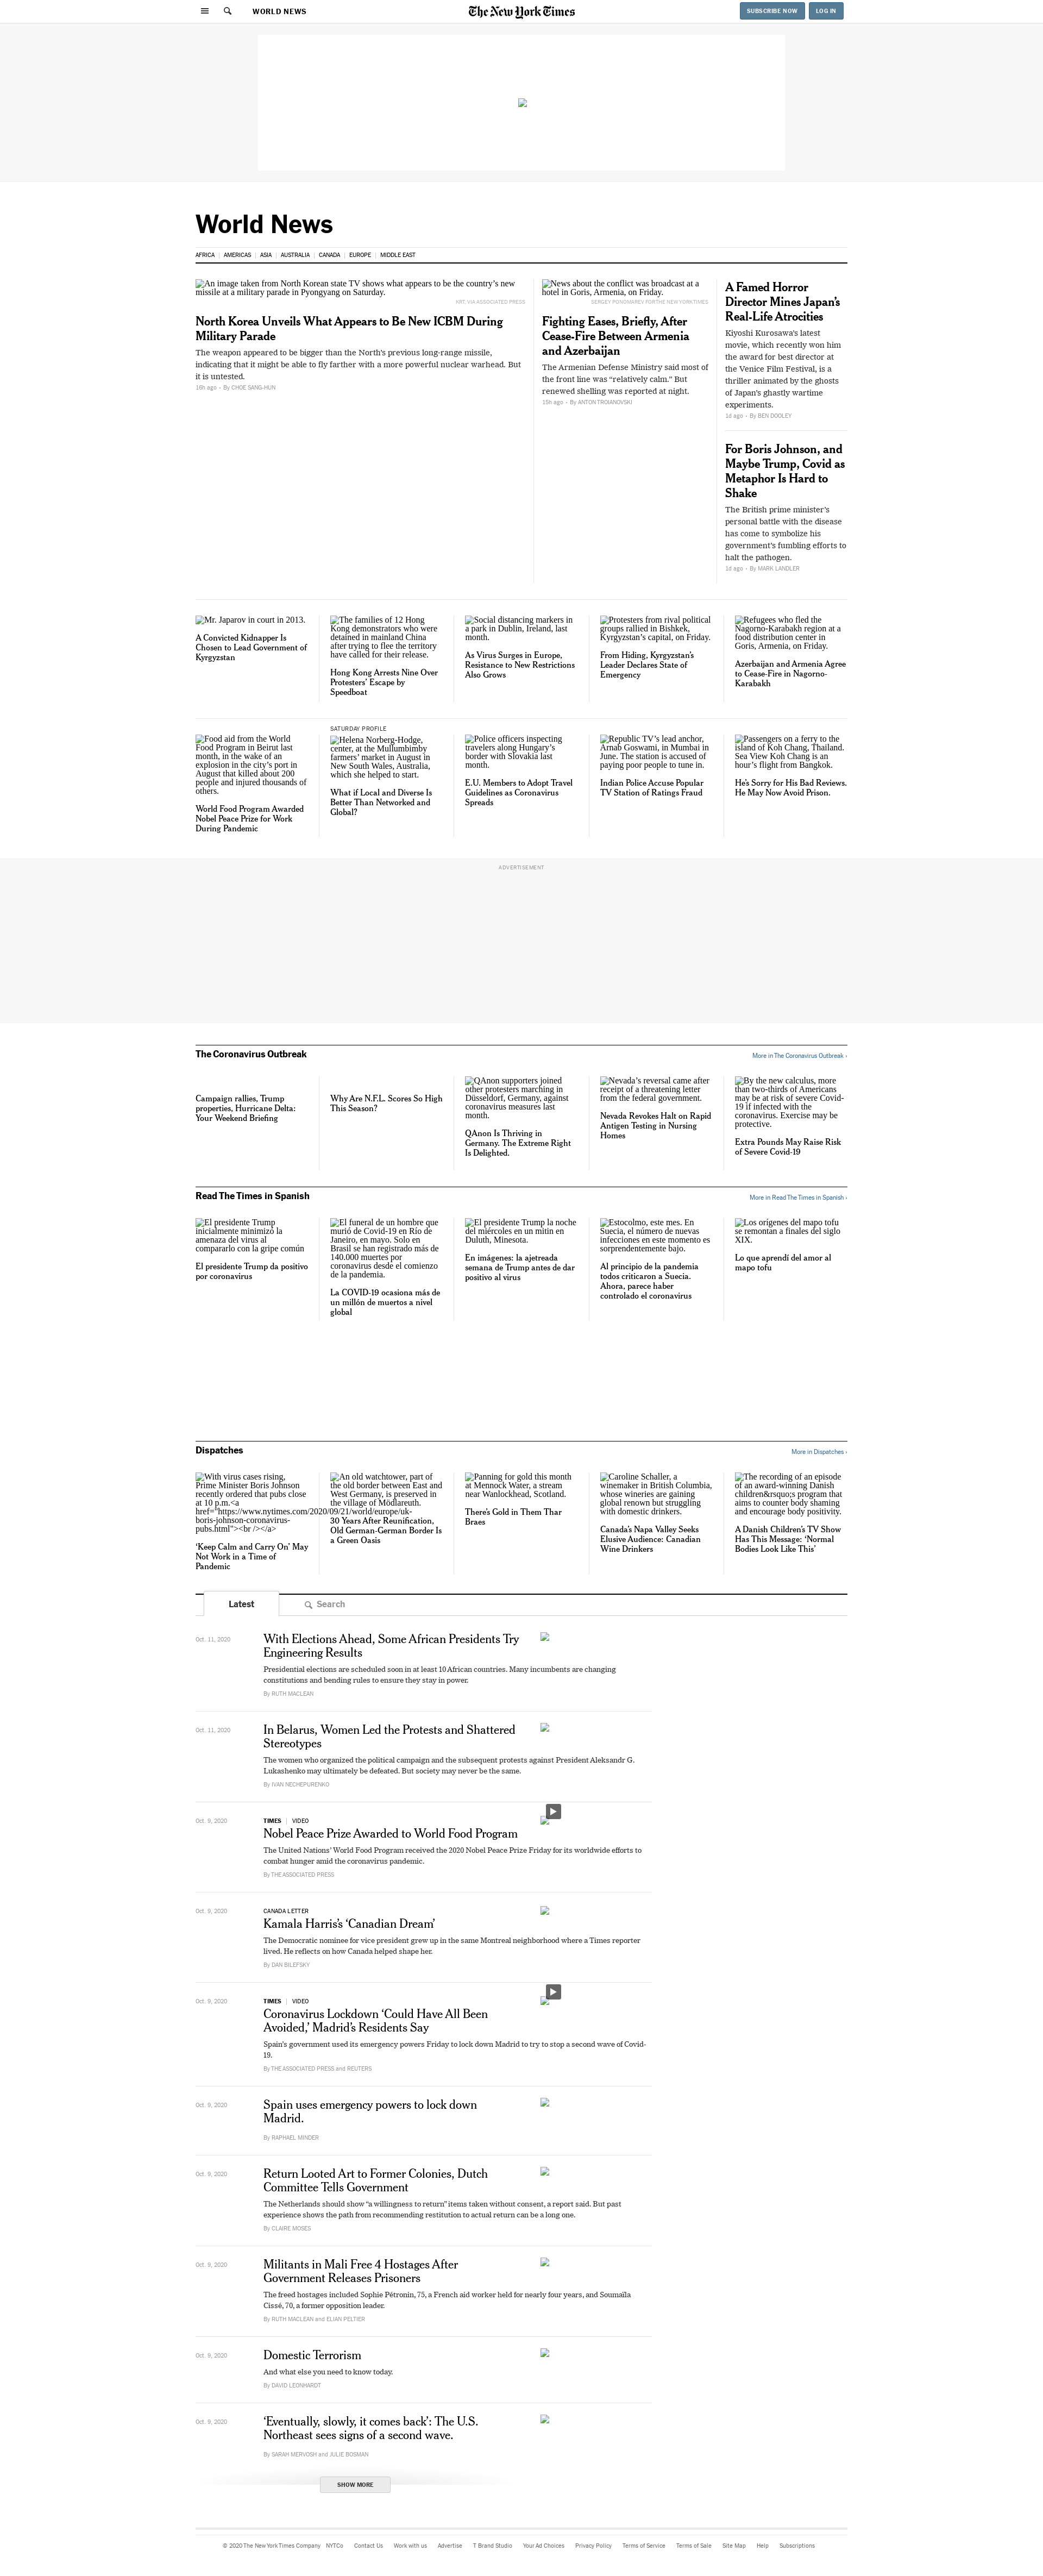 WORLD NEWS
The New York Times
SUBSCRIBE NOW
LOG IN
World News
AFRICA
AMERICAS
ASIA
AUSTRALIA
CANADA
EUROPE
MIDDLE EAST
An image taken from North Korean state TV shows what appears to be the country’s new
missile at a military parade in Pyongyang on Saturday.
KRT, VIA ASSOCIATED PRESS
North Korea Unveils What Appears to Be New ICBM During
Military Parade
The weapon appeared to be bigger than the North’s previous long-range missile,
indicating that it might be able to fly farther with a more powerful nuclear warhead. But
it is untested.
16h ago
By CHOE SANG-HUN
News about the conflict was broadcast at a
hotel in Goris, Armenia, on Friday.
SERGEY PONOMAREV FOR THE NEW YORK TIMES
Fighting Eases, Briefly, After
Cease-Fire Between Armenia
and Azerbaijan
The Armenian Defense Ministry said most of
the front line was “relatively calm.” But
renewed shelling was reported at night.
15h ago
By ANTON TROIANOVSKI
A Famed Horror
Director Mines Japan’s
Real-Life Atrocities
Kiyoshi Kurosawa’s latest
movie, which recently won him
the award for best director at
the Venice Film Festival, is a
thriller animated by the ghosts
of Japan’s ghastly wartime
experiments.
1d ago
By BEN DOOLEY
For Boris Johnson, and
Maybe Trump, Covid as
Metaphor Is Hard to
Shake
The British prime minister’s
personal battle with the disease
has come to symbolize his
government’s fumbling efforts to
halt the pathogen.
1d ago
By MARK LANDLER
Mr. Japarov in court in 2013.
A Convicted Kidnapper Is
Chosen to Lead Government of
Kyrgyzstan
The families of 12 Hong
Kong demonstrators who were
detained in mainland China
after trying to flee the territory
have called for their release.
Hong Kong Arrests Nine Over
Protesters’ Escape by
Speedboat
Social distancing markers in
a park in Dublin, Ireland, last
month.
As Virus Surges in Europe,
Resistance to New Restrictions
Also Grows
Protesters from rival political
groups rallied in Bishkek,
Kyrgyzstan’s capital, on Friday.
From Hiding, Kyrgyzstan’s
Leader Declares State of
Emergency
Refugees who fled the
Nagorno-Karabakh region at a
food distribution center in
Goris, Armenia, on Friday.
Azerbaijan and Armenia Agree
to Cease-Fire in Nagorno-
Karabakh
Food aid from the World
Food Program in Beirut last
month, in the wake of an
explosion in the city’s port in
August that killed about 200
people and injured thousands of
others.
World Food Program Awarded
Nobel Peace Prize for Work
During Pandemic
SATURDAY PROFILE
Helena Norberg-Hodge,
center, at the Mullumbimby
farmers’ market in August in
New South Wales, Australia,
which she helped to start.
What if Local and Diverse Is
Better Than Networked and
Global?
Police officers inspecting
travelers along Hungary’s
border with Slovakia last
month.
E.U. Members to Adopt Travel
Guidelines as Coronavirus
Spreads
Republic TV’s lead anchor,
Arnab Goswami, in Mumbai in
June. The station is accused of
paying poor people to tune in.
Indian Police Accuse Popular
TV Station of Ratings Fraud
Passengers on a ferry to the
island of Koh Chang, Thailand.
Sea View Koh Chang is an
hour’s flight from Bangkok.
He’s Sorry for His Bad Reviews.
He May Now Avoid Prison.
ADVERTISEMENT
The Coronavirus Outbreak
More in The Coronavirus Outbreak ›
Campaign rallies, Trump
properties, Hurricane Delta:
Your Weekend Briefing
Why Are N.F.L. Scores So High
This Season?
QAnon supporters joined
other protesters marching in
Düsseldorf, Germany, against
coronavirus measures last
month.
QAnon Is Thriving in
Germany. The Extreme Right
Is Delighted.
Nevada’s reversal came after
receipt of a threatening letter
from the federal government.
Nevada Revokes Halt on Rapid
Antigen Testing in Nursing
Homes
By the new calculus, more
than two-thirds of Americans
may be at risk of severe Covid-
19 if infected with the
coronavirus. Exercise may be
protective.
Extra Pounds May Raise Risk
of Severe Covid-19
Read The Times in Spanish
More in Read The Times in Spanish ›
El presidente Trump
inicialmente minimizó la
amenaza del virus al
compararlo con la gripe común
El presidente Trump da positivo
por coronavirus
El funeral de un hombre que
murió de Covid-19 en Río de
Janeiro, en mayo. Solo en
Brasil se han registrado más de
140.000 muertes por
coronavirus desde el comienzo
de la pandemia.
La COVID-19 ocasiona más de
un millón de muertos a nivel
global
El presidente Trump la noche
del miércoles en un mitin en
Duluth, Minesota.
En imágenes: la ajetreada
semana de Trump antes de dar
positivo al virus
Estocolmo, este mes. En
Suecia, el número de nuevas
infecciones en este momento es
sorprendentemente bajo.
Al principio de la pandemia
todos criticaron a Suecia.
Ahora, parece haber
controlado el coronavirus
Los orígenes del mapo tofu
se remontan a finales del siglo
XIX.
Lo que aprendí del amor al
mapo tofu
Dispatches
More in Dispatches ›
With virus cases rising,
Prime Minister Boris Johnson
recently ordered that pubs close
at 10 p.m.<a
href="https://www.nytimes.com/2020/09/21/world/europe/uk-
boris-johnson-coronavirus-
pubs.html"><br /></a>
‘Keep Calm and Carry On’ May
Not Work in a Time of
Pandemic
An old watchtower, part of
the old border between East and
West Germany, is preserved in
the village of Mödlareuth.
30 Years After Reunification,
Old German-German Border Is
a Green Oasis
Panning for gold this month
at Mennock Water, a stream
near Wanlockhead, Scotland.
There’s Gold in Them Thar
Braes
Caroline Schaller, a
winemaker in British Columbia,
whose wineries are gaining
global renown but struggling
with domestic drinkers.
Canada’s Napa Valley Seeks
Elusive Audience: Canadian
Wine Drinkers
The recording of an episode
of an award-winning Danish
children&rsquo;s program that
aims to counter body shaming
and encourage body positivity.
A Danish Children’s TV Show
Has This Message: ‘Normal
Bodies Look Like This’
Latest
Search
Oct. 11, 2020
With Elections Ahead, Some African Presidents Try
Engineering Results
Presidential elections are scheduled soon in at least 10 African countries. Many incumbents are changing
constitutions and bending rules to ensure they stay in power.
By RUTH MACLEAN
Oct. 11, 2020
In Belarus, Women Led the Protests and Shattered
Stereotypes
The women who organized the political campaign and the subsequent protests against President Aleksandr G.
Lukashenko may ultimately be defeated. But society may never be the same.
By IVAN NECHEPURENKO
Oct. 9, 2020
TIMES | VIDEO
Nobel Peace Prize Awarded to World Food Program
The United Nations’ World Food Program received the 2020 Nobel Peace Prize Friday for its worldwide efforts to
combat hunger amid the coronavirus pandemic.
By THE ASSOCIATED PRESS
Oct. 9, 2020
CANADA LETTER
Kamala Harris’s ‘Canadian Dream’
The Democratic nominee for vice president grew up in the same Montreal neighborhood where a Times reporter
lived. He reflects on how Canada helped shape her.
By DAN BILEFSKY
Oct. 9, 2020
TIMES | VIDEO
Coronavirus Lockdown ‘Could Have All Been
Avoided,’ Madrid’s Residents Say
Spain’s government used its emergency powers Friday to lock down Madrid to try to stop a second wave of Covid-
19.
By THE ASSOCIATED PRESS and REUTERS
Oct. 9, 2020
Spain uses emergency powers to lock down
Madrid.
By RAPHAEL MINDER
Oct. 9, 2020
Return Looted Art to Former Colonies, Dutch
Committee Tells Government
The Netherlands should show “a willingness to return” items taken without consent, a report said. But past
experience shows the path from recommending restitution to actual return can be a long one.
By CLAIRE MOSES
Oct. 9, 2020
Militants in Mali Free 4 Hostages After
Government Releases Prisoners
The freed hostages included Sophie Pétronin, 75, a French aid worker held for nearly four years, and Soumaïla
Cissé, 70, a former opposition leader.
By RUTH MACLEAN and ELIAN PELTIER
Oct. 9, 2020
Domestic Terrorism
And what else you need to know today.
By DAVID LEONHARDT
Oct. 9, 2020
‘Eventually, slowly, it comes back’: The U.S.
Northeast sees signs of a second wave.
By SARAH MERVOSH and JULIE BOSMAN
SHOW MORE
© 2020 The New York Times Company
NYTCo
Contact Us
Work with us
Advertise
T Brand Studio
Your Ad Choices
Privacy Policy
Terms of Service
Terms of Sale
Site Map
Help
Subscriptions